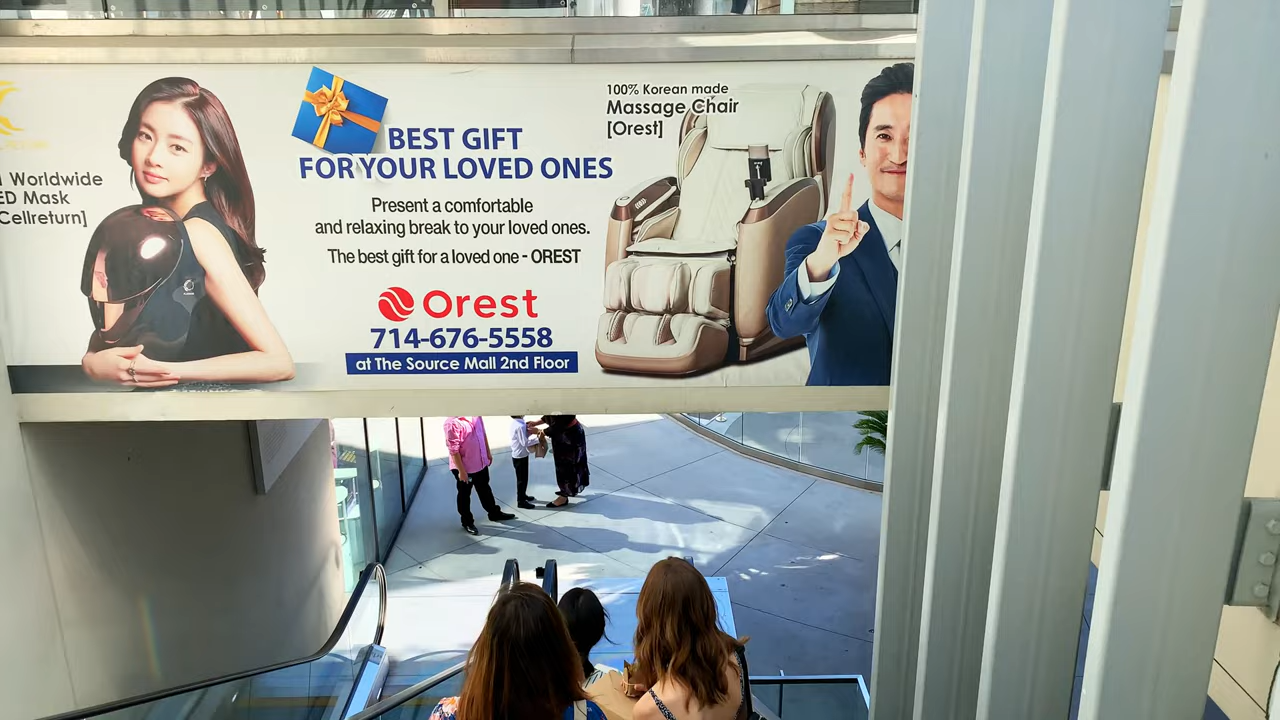 Worldwide
ED Mask
Cellreturn]
BEST GIFT
FOR YOUR LOVED ONES
Present a comfortable
and relaxing break to your loved ones.
The best gift for a loved one - OREST
Orest
714-676-5558
at The Source Mall 2nd Floor
100% Korean made
Massage Chair
[Orest]